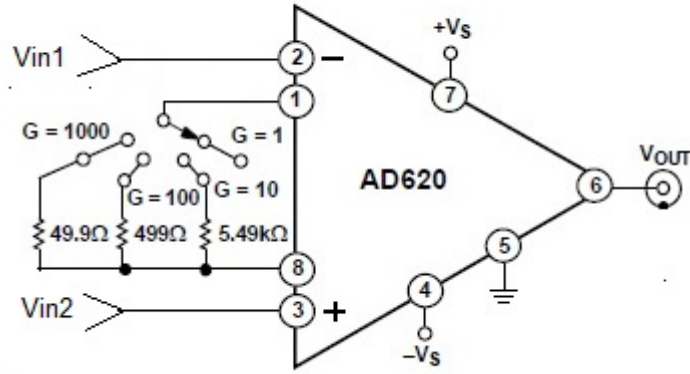 +VS
Vin1
2
−
1
7
G = 1000
G = 1
VOUT
G = 10
AD620
6
G = 100
49.9Ω
499Ω
5.49kΩ
5
8
4
Vin2
3
+
−VS